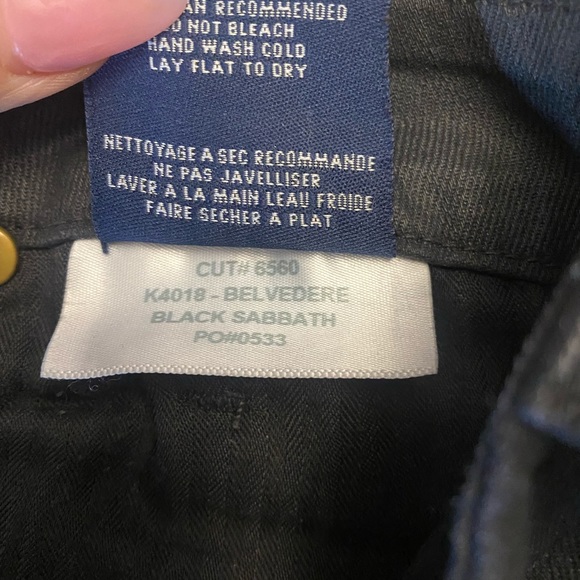 RECOMMENDED
NOT BLEACH
HAND WASH COLD
LAY FLAT TO DRY
NETTOYAGE A SEC RECOMMANDE
NE PAS JAVELLISER
LAVER A LA MAIN LEAU FROIDE
FAIRE SECHER A PLAT
CUT# 6560
K4018 - BELVEDERE
BLACK SABBATH
PO#0533